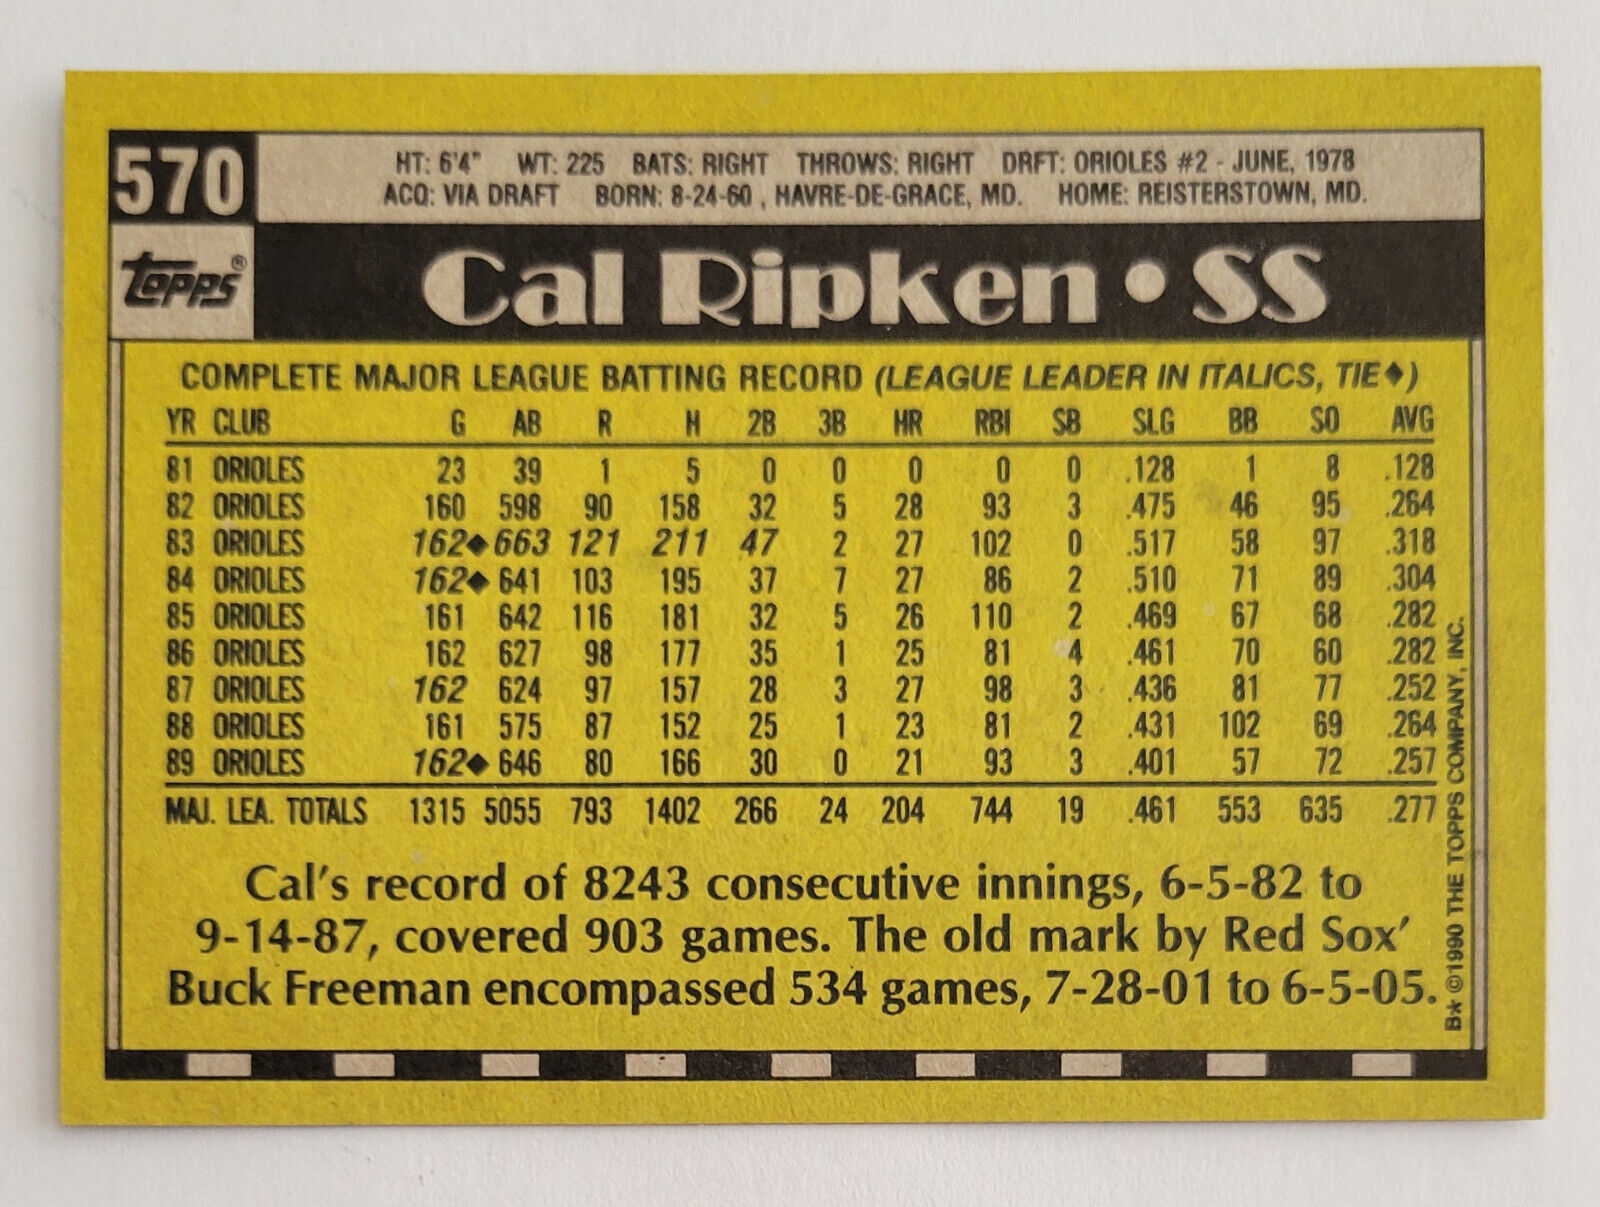 570
HT: 6'4" WT: 225 BATS: RIGHT THROWS: RIGHT DRFT: ORIOLES #2 - JUNE, 1978
ACQ: VIA DRAFT BORN: 8-24-60 , HAVRE-DE-GRACE, MD. HOME: REISTERSTOWN, MD.
TOPPS®
Cal Ripken • SS
COMPLETE MAJOR LEAGUE BATTING RECORD (LEAGUE LEADER IN ITALICS, TIE♦)
YR CLUB G AB R H 2B 3B HR RBI SB SLG BB SO AVG
81 ORIOLES 23 39 1 5 0 0 0 0 0 .128 1 8 .128
82 ORIOLES 160 598 90 158 32 5 28 93 3 .475 46 95 .264
83 ORIOLES 162♦ 663 121 211 47 2 27 102 0 .517 58 97 .318
84 ORIOLES 162♦ 641 103 195 37 7 27 86 2 .510 71 89 .304
85 ORIOLES 161 642 116 181 32 5 26 110 2 .469 67 68 .282
86 ORIOLES 162 627 98 177 35 1 25 81 4 .461 70 60 .282
87 ORIOLES 162 624 97 157 28 3 27 98 3 .436 81 77 .252
88 ORIOLES 161 575 87 152 25 1 23 81 2 .431 102 69 .264
89 ORIOLES 162♦ 646 80 166 30 0 21 93 3 .401 57 72 .257
MAJ. LEA. TOTALS 1315 5055 793 1402 266 24 204 744 19 .461 553 635 .277
Cal's record of 8243 consecutive innings, 6-5-82 to
9-14-87, covered 903 games. The old mark by Red Sox'
Buck Freeman encompassed 534 games, 7-28-01 to 6-5-05.
B* ©1990 THE TOPPS COMPANY, INC.